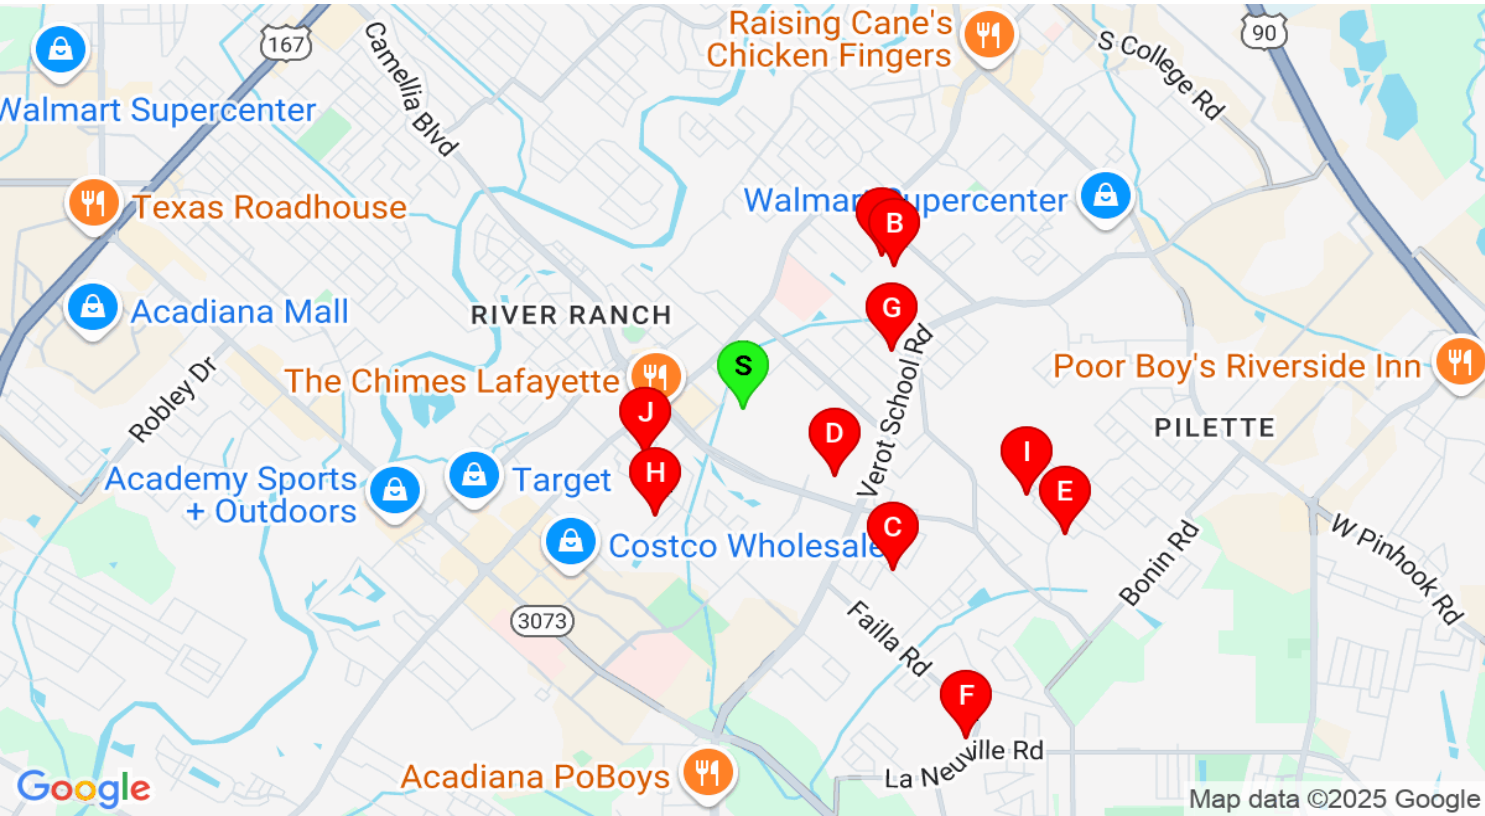 Raising Cane's
Chicken Fingers
167
90
S College Rd
Camellia Blvd
Walmart Supercenter
Texas Roadhouse
Walmart Supercenter
B
Acadiana Mall
RIVER RANCH
G
S
The Chimes Lafayette
Poor Boy's Riverside Inn
Robley Dr
J
Verot School Rd
D
PILETTE
I
H
E
Academy Sports
+ Outdoors
Target
C
Costco Wholesale
W Pinhook Rd
Bonin Rd
3073
Failla Rd
F
La Neuville Rd
Acadiana PoBoys
Google
Map data ©2025 Google